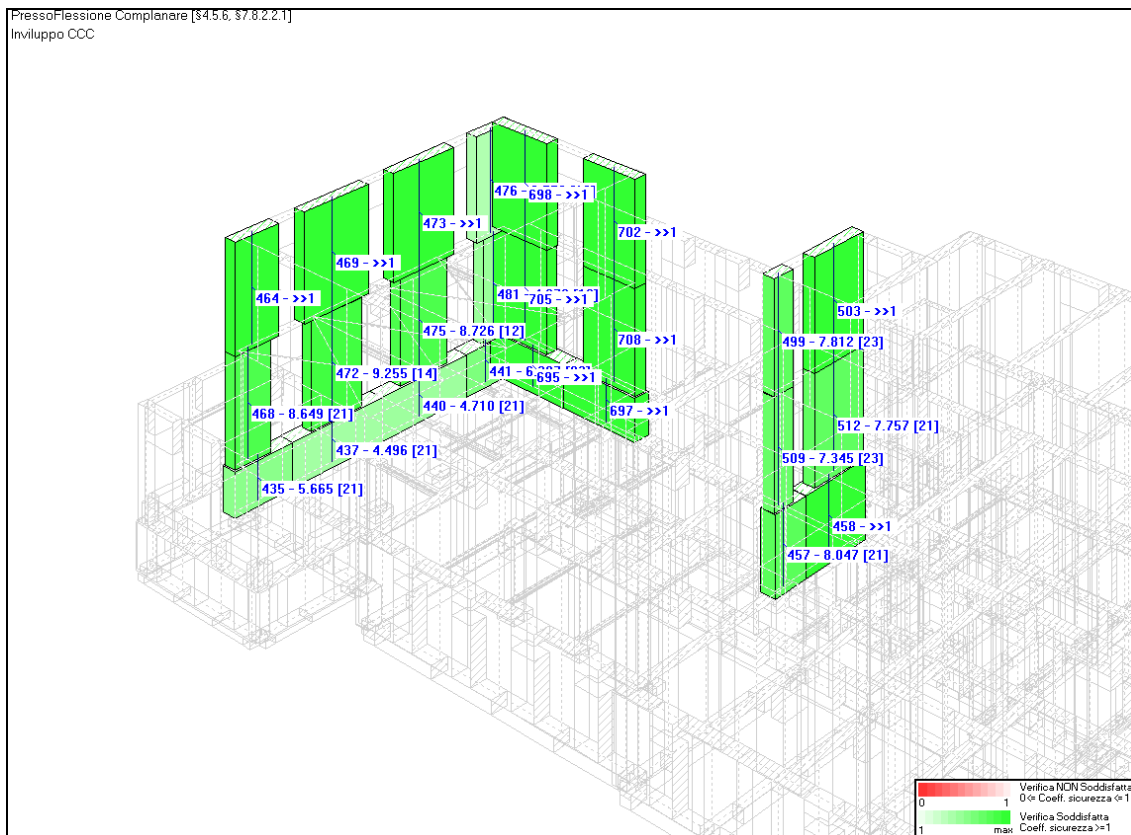 PressoFlessione Complanare [§4.5.6, §7.8.2.2.1]
Inviluppo CCC
476 -
698 - >>1
473 - >>1
702 - >>1
469 - >>1
464 - >>1
481 -
705 - >>1
503 - >>1
475 - 8.726 [12]
708 - >>1
499 - 7.812 [23]
472 - 9.255 [14]
441 - 6.
695 - >>1
440 - 4.710 [21]
697 - >>1
468 - 8.649 [21]
512 - 7.757 [21]
437 - 4.496 [21]
509 - 7.345 [23]
435 - 5.665 [21]
458 - >>1
457 - 8.047 [21]
Verifica NON Soddisfatta
0 <= Coeff. sicurezza <= 1
0 1
Verifica Soddisfatta
Coeff. sicurezza >=1
1 max